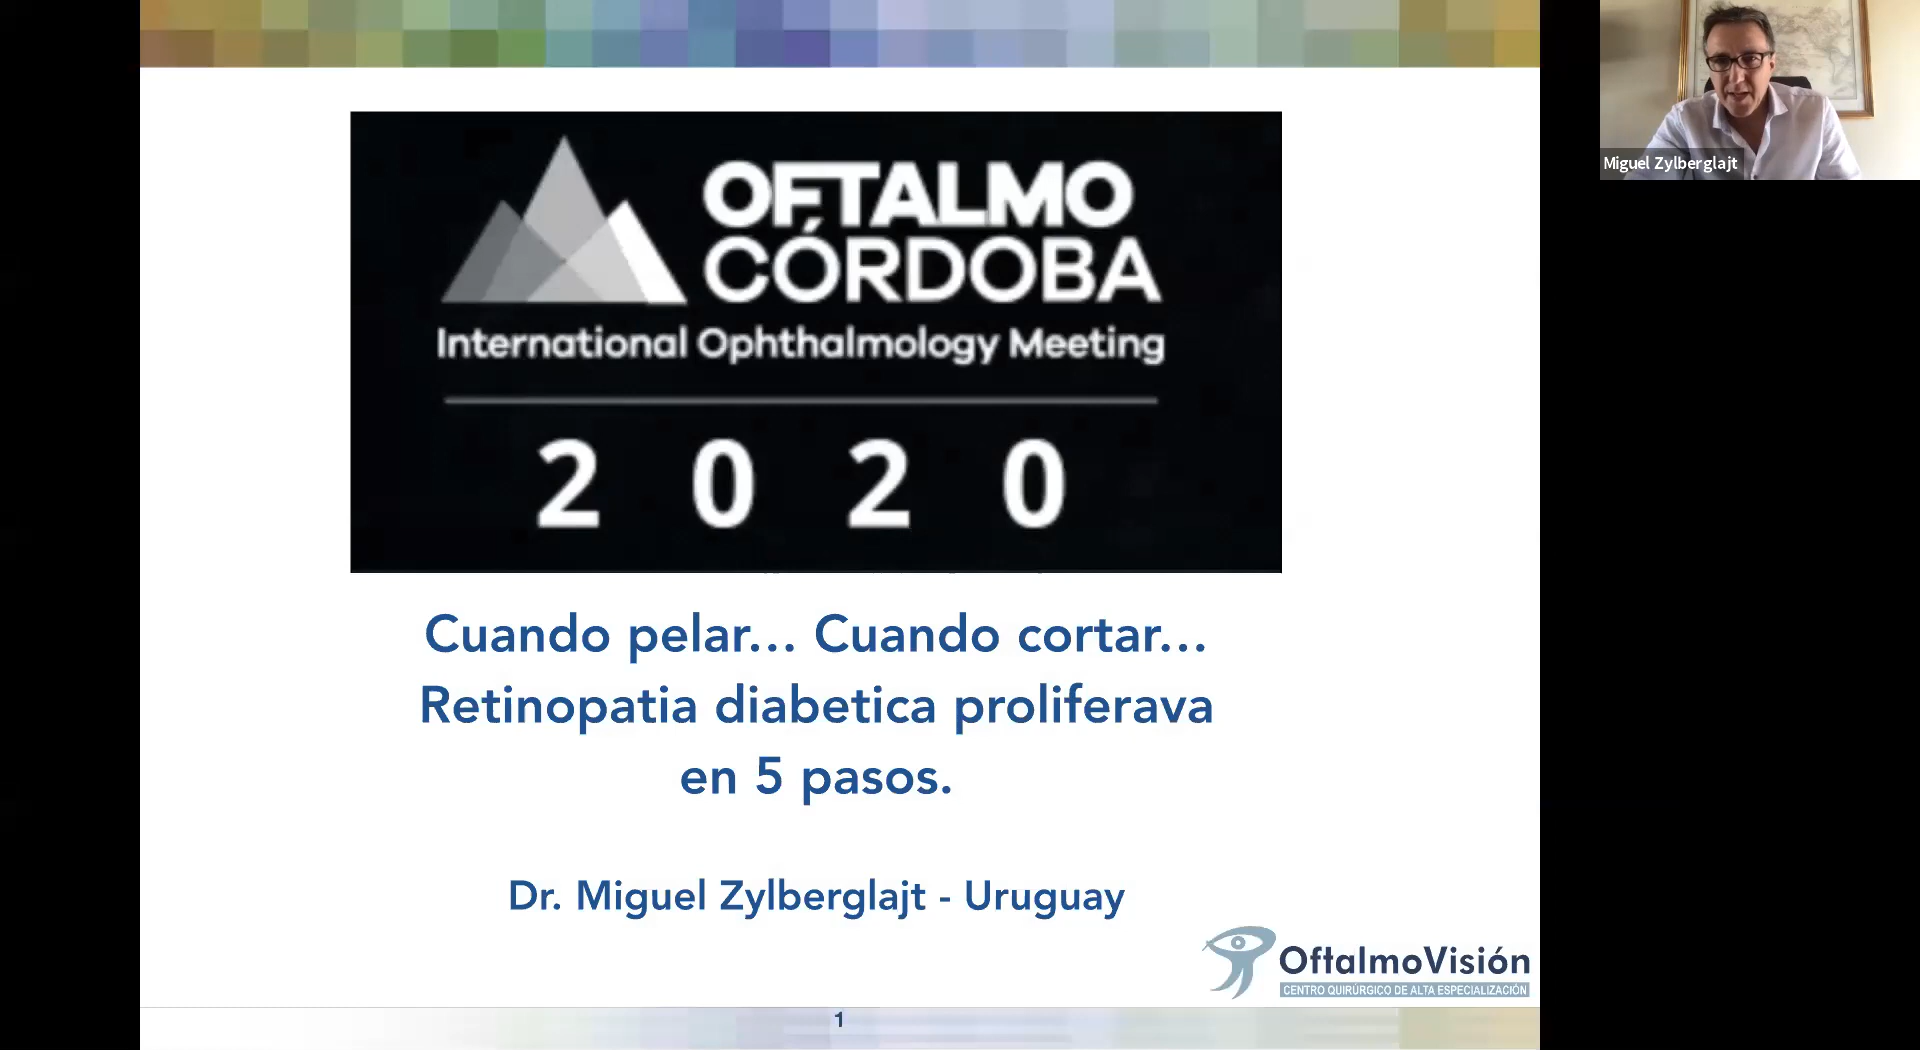 OFTALMO
CÓRDOBA
International Ophthalmology Meeting
2 0 2 0
Cuando pelar... Cuando cortar...
Retinopatia diabetica proliferava
en 5 pasos.
Dr. Miguel Zylberglajt - Uruguay
OftalmoVisión
CENTRO QUIRÚRGICO DE ALTA ESPECIALIZACIÓN
1
Miguel Zylberglajt